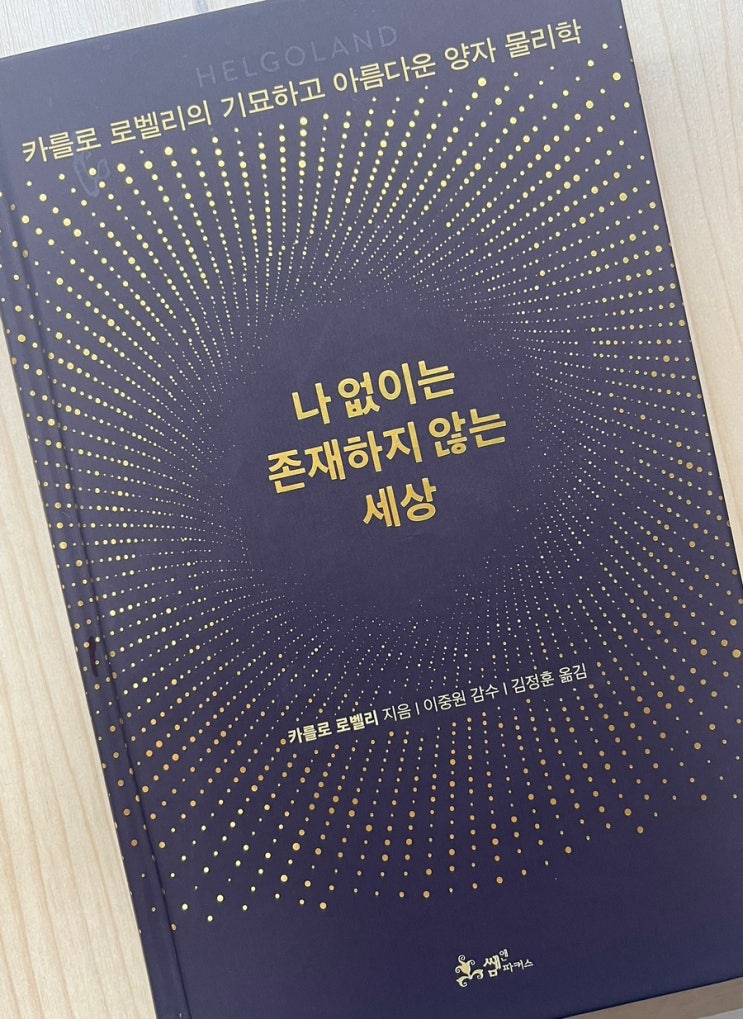 HELGOLAND
카를로 로벨리의 기묘하고 아름다운 양자 물리학
나 없이는
존재하지 않는
세상
카를로 로벨리 지음 | 이중원 감수 | 김정훈 옮김
쌤앤파커스